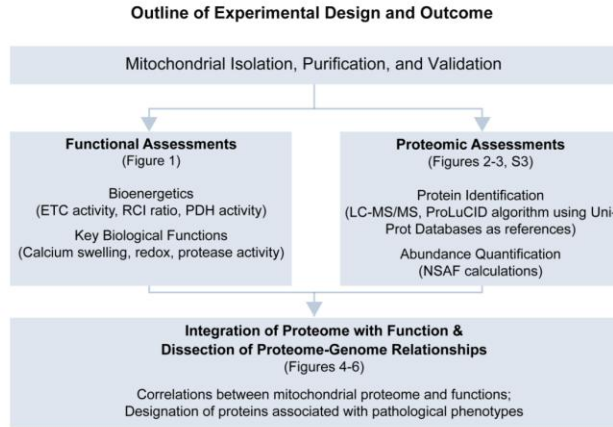 Outline of Experimental Design and Outcome
Mitochondrial Isolation, Purification, and Validation
Functional Assessments
(Figure 1)
Bioenergetics
(ETC activity, RCI ratio, PDH activity)
Key Biological Functions
(Calcium swelling, redox, protease activity)
Proteomic Assessments
(Figures 2-3, S3)
Protein Identification
(LC-MS/MS, ProLuCID algorithm using Uni-
Prot Databases as references)
Abundance Quantification
(NSAF calculations)
Integration of Proteome with Function &
Dissection of Proteome-Genome Relationships
(Figures 4-6)
Correlations between mitochondrial proteome and functions;
Designation of proteins associated with pathological phenotypes